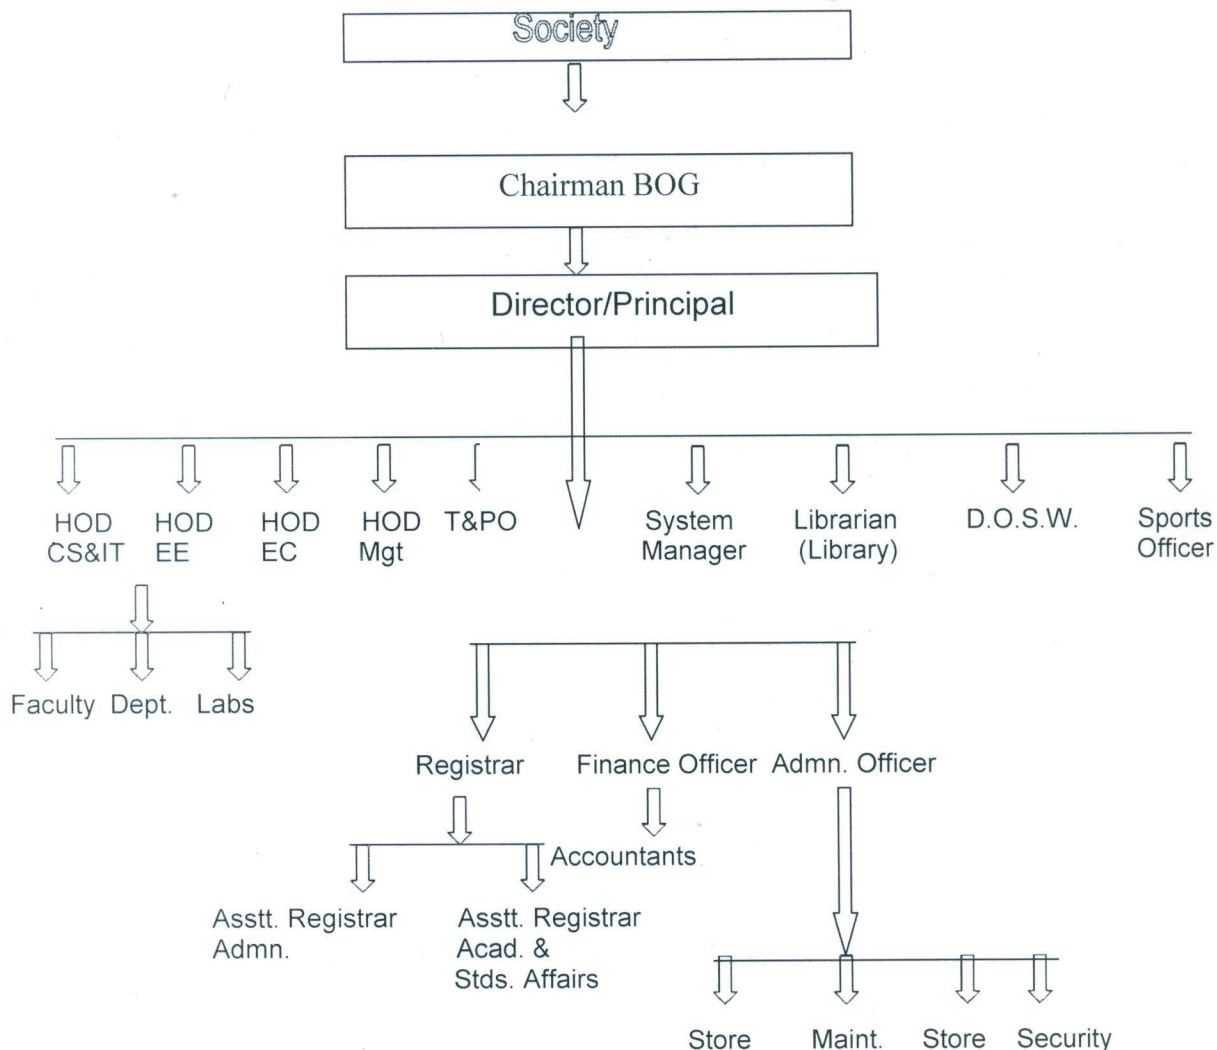 Society
Chairman BOG
Director/Principal
HOD CS&IT
HOD EE
HOD EC
HOD Mgt
T&PO
System Manager
Librarian (Library)
D.O.S.W.
Sports Officer
Faculty
Dept.
Labs
Registrar
Finance Officer
Admn. Officer
Accountants
Asstt. Registrar
Admn.
Asstt. Registrar
Acad. &
Stds. Affairs
Store
Maint.
Store
Security